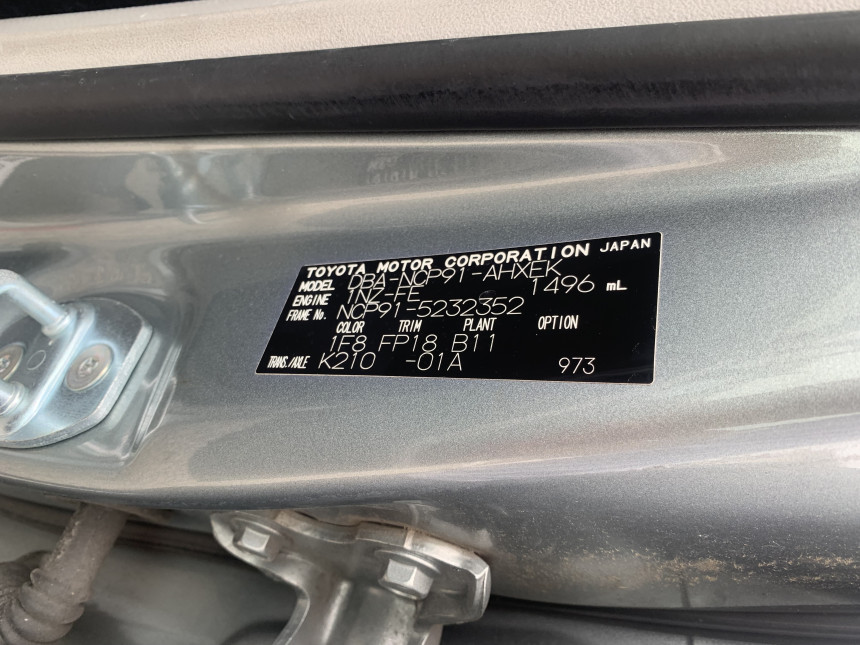 TOYOTA MOTOR CORPORATION JAPAN
MODEL DBA-NCP91-AHXEK
ENGINE 1NZ-FE 1496 mL
FRAME No. NCP91-5232352
COLOR TRIM PLANT OPTION
1F8 FP18 B11
TRANS./AXLE K210 -01A 973